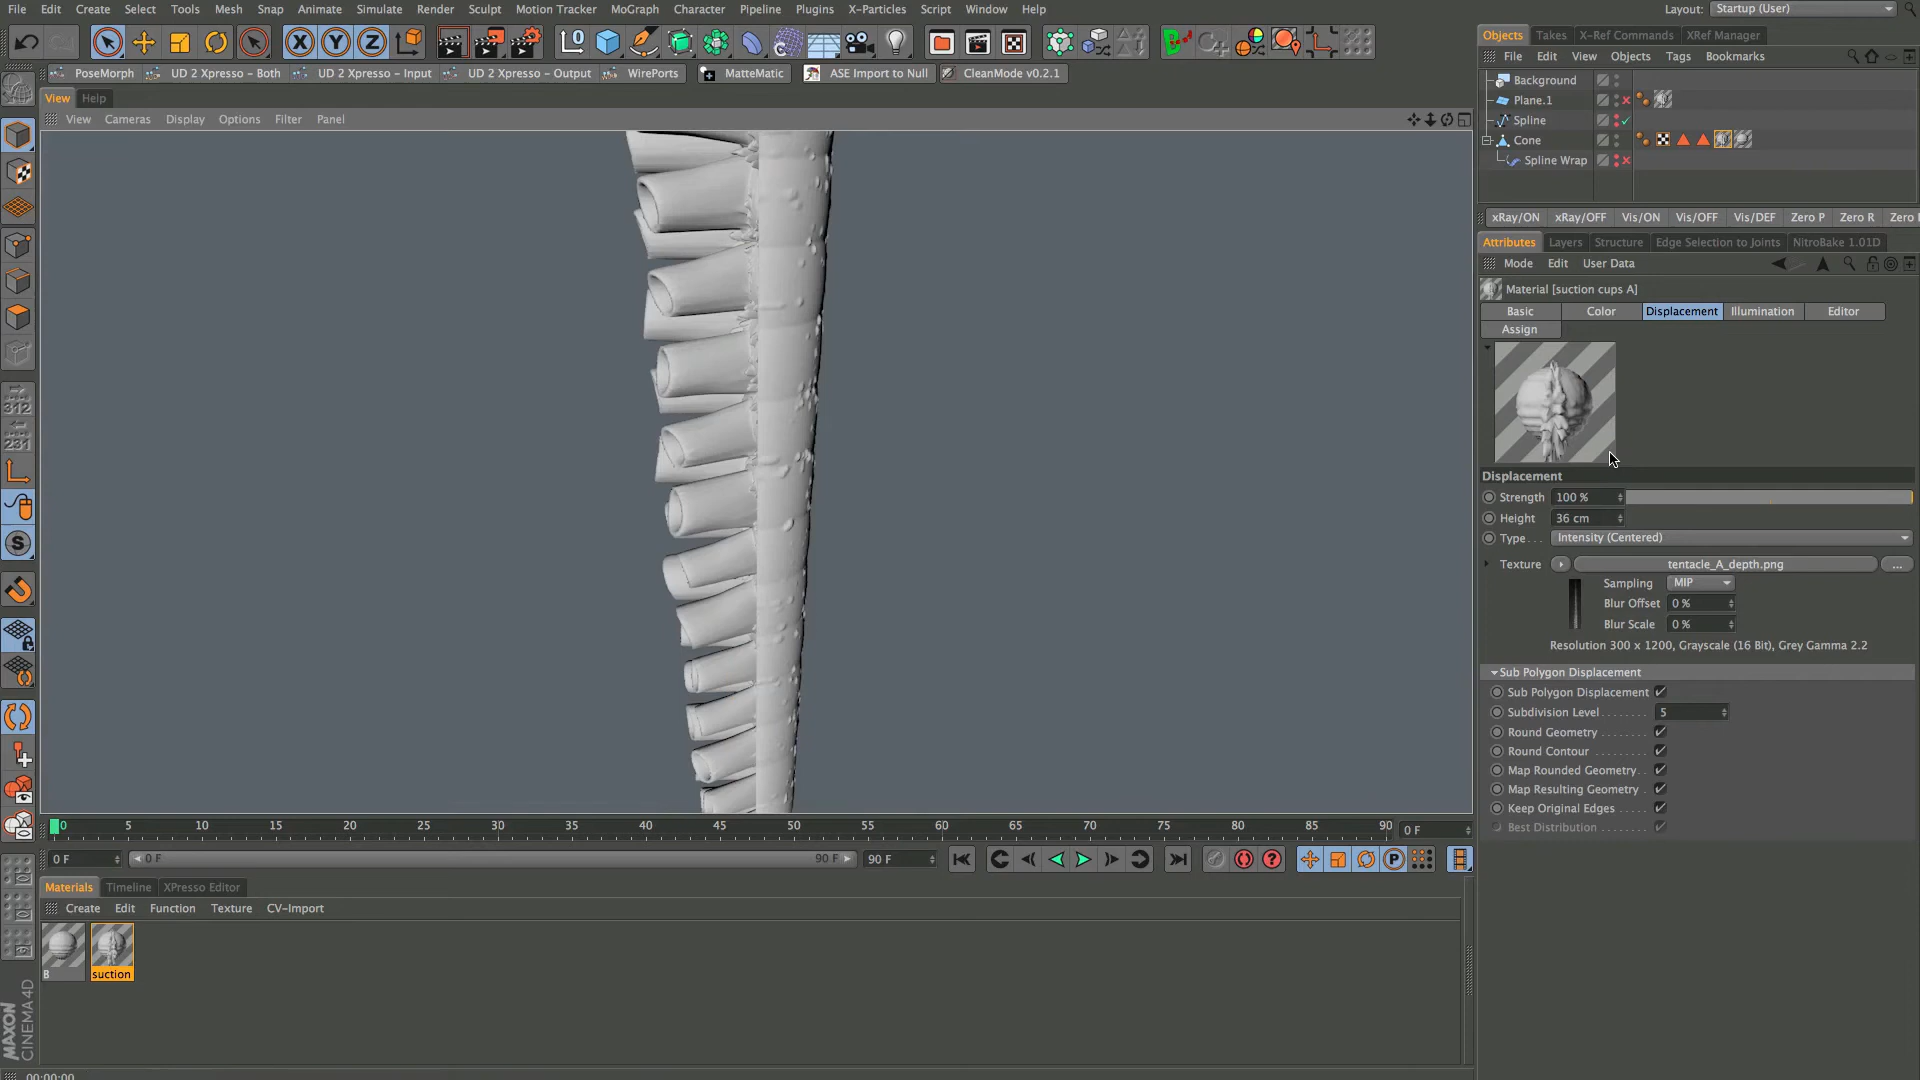 File Edit Create Select Tools Mesh Snap Animate Simulate Render Sculpt Motion Tracker MoGraph Character Pipeline Plugins X-Particles Script Window Help Layout: Startup (User)
X Y Z
PoseMorph UD 2 Xpresso - Both UD 2 Xpresso - Input UD 2 Xpresso - Output WirePorts MatteMatic ASE Import to Null CleanMode v0.2.1
View Help
View Cameras Display Options Filter Panel
Objects Takes X-Ref Commands XRef Manager
File Edit View Objects Tags Bookmarks
Background
Plane.1
Spline
Cone
Spline Wrap
xRay/ON xRay/OFF Vis/ON Vis/OFF Vis/DEF Zero P Zero R Zero
Attributes Layers Structure Edge Selection to Joints NitroBake 1.01D
Mode Edit User Data
Material [suction cups A]
Basic Color Displacement Illumination Editor
Assign
Displacement
Strength 100 %
Height 36 cm
Type . . . Intensity (Centered)
Texture tentacle_A_depth.png ...
Sampling MIP
Blur Offset 0 %
Blur Scale 0 %
Resolution 300 x 1200, Grayscale (16 Bit), Grey Gamma 2.2
Sub Polygon Displacement
Sub Polygon Displacement
Subdivision Level . . . . . . . . 5
Round Geometry . . . . . . . .
Round Contour . . . . . . . . .
Map Rounded Geometry. .
Map Resulting Geometry .
Keep Original Edges . . . . .
Best Distribution . . . . . . . .
312
231
S
0 5 10 15 20 25 30 35 40 45 50 55 60 65 70 75 80 85 90 0 F
0 F 0 F 90 F 90 F ? P
Materials Timeline XPresso Editor
Create Edit Function Texture CV-Import
B suction
MAXON
CINEMA 4D
00:00:00